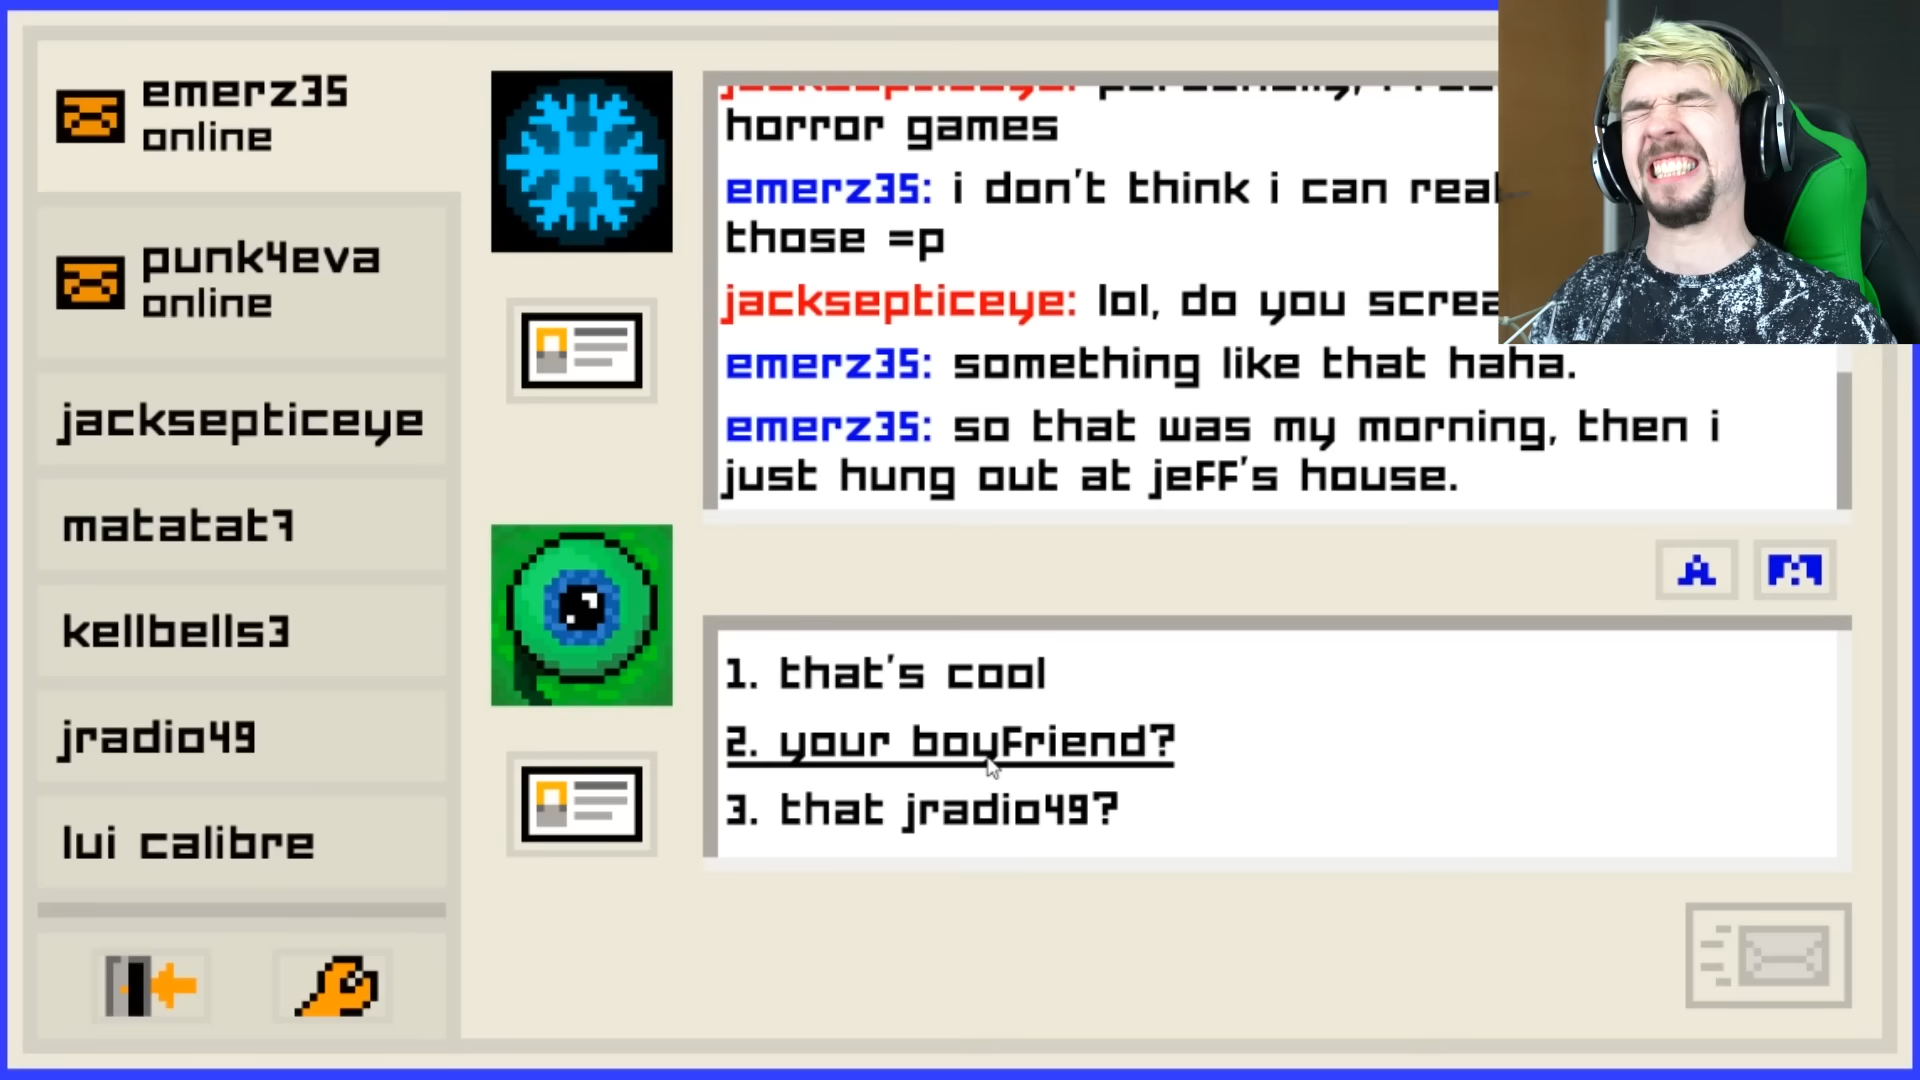 emerz35
online
punk4eva
online
jacksepticeye
matatat7
kellbells3
jradio49
lui calibre
horror games
emerz35: i don't think i can
those =p
jacksepticeye: lol, do you
emerz35: something like that haha.
emerz35: so that was my morning, then i
just hung out at jeff's house.
A
1. that's cool
2. your boyfriend?
3. that jradio49?